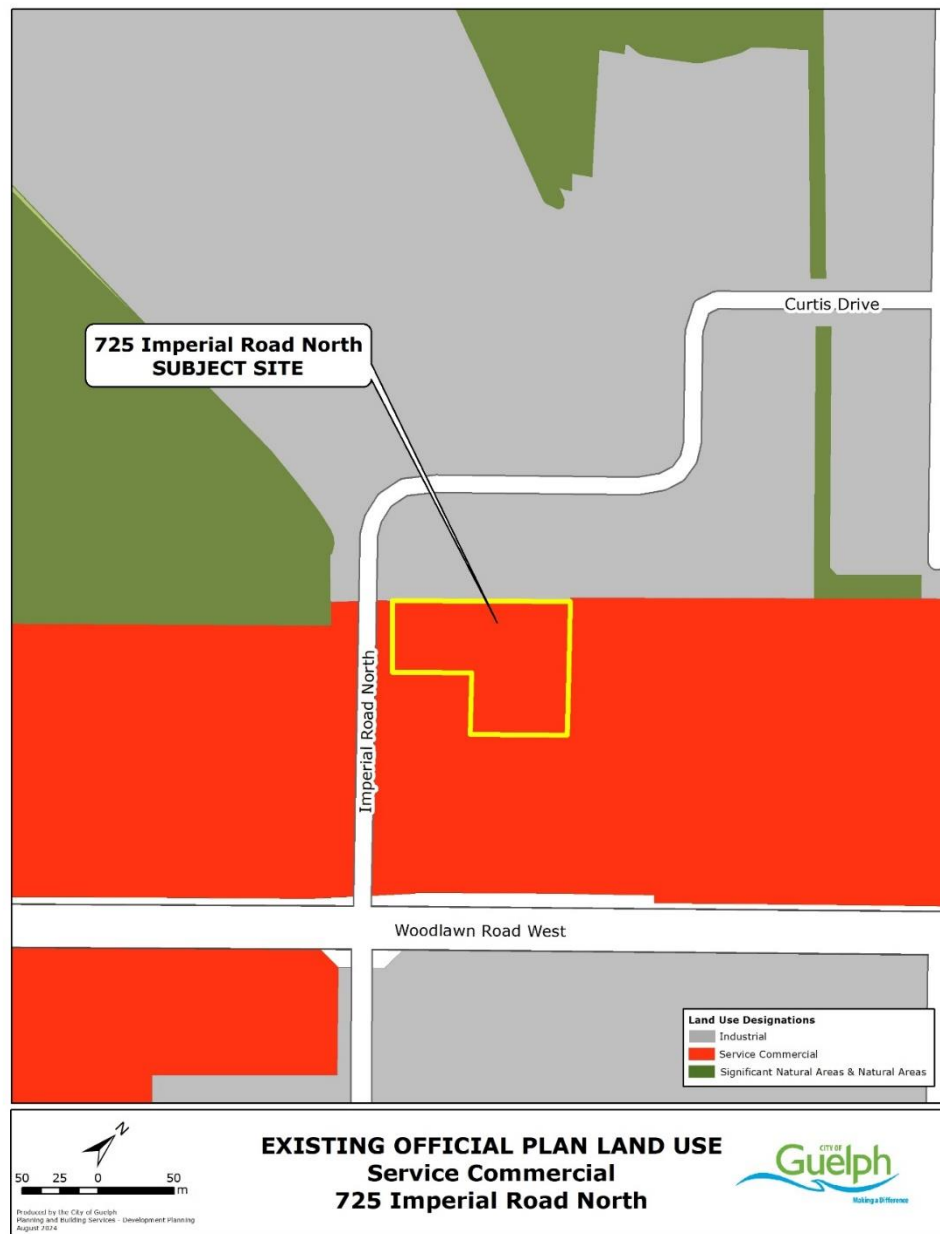 Curtis Drive
725 Imperial Road North
SUBJECT SITE
Imperial Road North
Woodlawn Road West
Land Use Designations
Industrial
Service Commercial
Significant Natural Areas & Natural Areas
N
50 25 0 50
m
Produced by the City of Guelph
Planning and Building Services - Development Planning
August 2024
EXISTING OFFICIAL PLAN LAND USE
Service Commercial
725 Imperial Road North
CITY OF
Guelph
Making a Difference